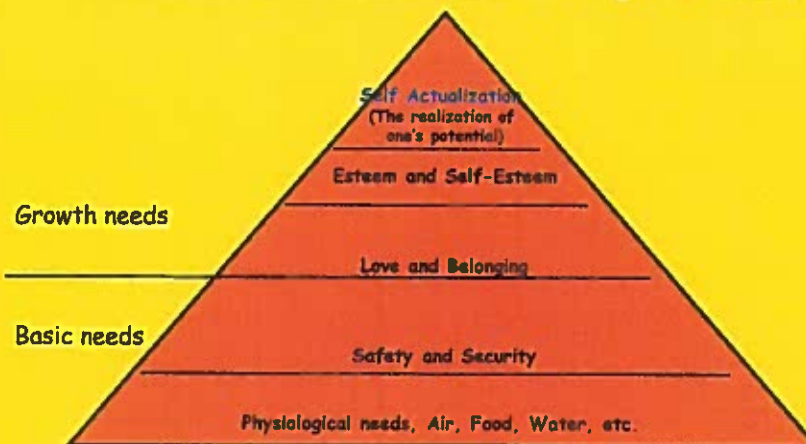 Self Actualization
(The realization of
one's potential)
Esteem and Self-Esteem
Growth needs
Love and Belonging
Basic needs
Safety and Security
Physiological needs, Air, Food, Water, etc.